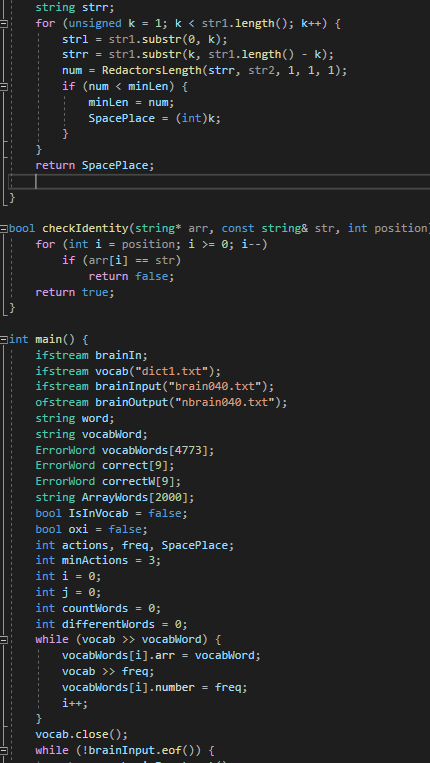 string strr;
for (unsigned k = 1; k < str1.length(); k++) {
strl = str1.substr(0, k);
strr = str1.substr(k, str1.length() - k);
num = RedactorsLength(strr, str2, 1, 1, 1);
if (num < minLen) {
minLen = num;
SpacePlace = (int)k;
}
}
return SpacePlace;
}
bool checkIdentity(string* arr, const string& str, int position)
for (int i = position; i >= 0; i--)
if (arr[i] == str)
return false;
return true;
}
int main() {
ifstream brainIn;
ifstream vocab("dict1.txt");
ifstream brainInput("brain040.txt");
ofstream brainOutput("nbrain040.txt");
string word;
string vocabWord;
ErrorWord vocabWords[4773];
ErrorWord correct[9];
ErrorWord correctW[9];
string ArrayWords[2000];
bool IsInVocab = false;
bool oxi = false;
int actions, freq, SpacePlace;
int minActions = 3;
int i = 0;
int j = 0;
int countWords = 0;
int differentWords = 0;
while (vocab >> vocabWord) {
vocabWords[i].arr = vocabWord;
vocab >> freq;
vocabWords[i].number = freq;
i++;
}
vocab.close();
while (!brainInput.eof()) {